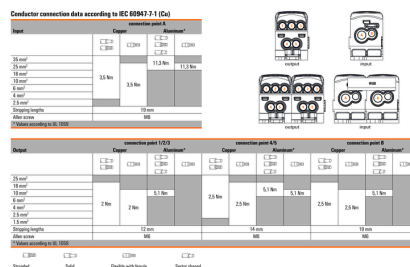 Conductor connection data according to IEC 60947-7-1 (Cu)
connection point A
Input Copper Aluminum*
35 mm²
25 mm²
16 mm²
10 mm²
6 mm²
4 mm²
2.5 mm²
3,5 Nm
3,5 Nm
11,3 Nm
11,3 Nm
Stripping lengths 19 mm
Allen screw M8
* Values according to UL 1059
output
input
output
input
connection point 1/2/3 connection point 4/5 connection point B
Output Copper Aluminum* Copper Aluminum* Copper Aluminum*
25 mm²
16 mm²
10 mm²
6 mm²
4 mm²
2.5 mm²
1.5 mm²
2 Nm 2 Nm 5,1 Nm 2,5 Nm 2,5 Nm 5,1 Nm 5,1 Nm 2,5 Nm 2,5 Nm 5,1 Nm
Stripping lengths 12 mm 14 mm 19 mm
Allen screw M6 M6 M6
* Values according to UL 1059
Stranded Solid Flexible with ferrule Sector shaped